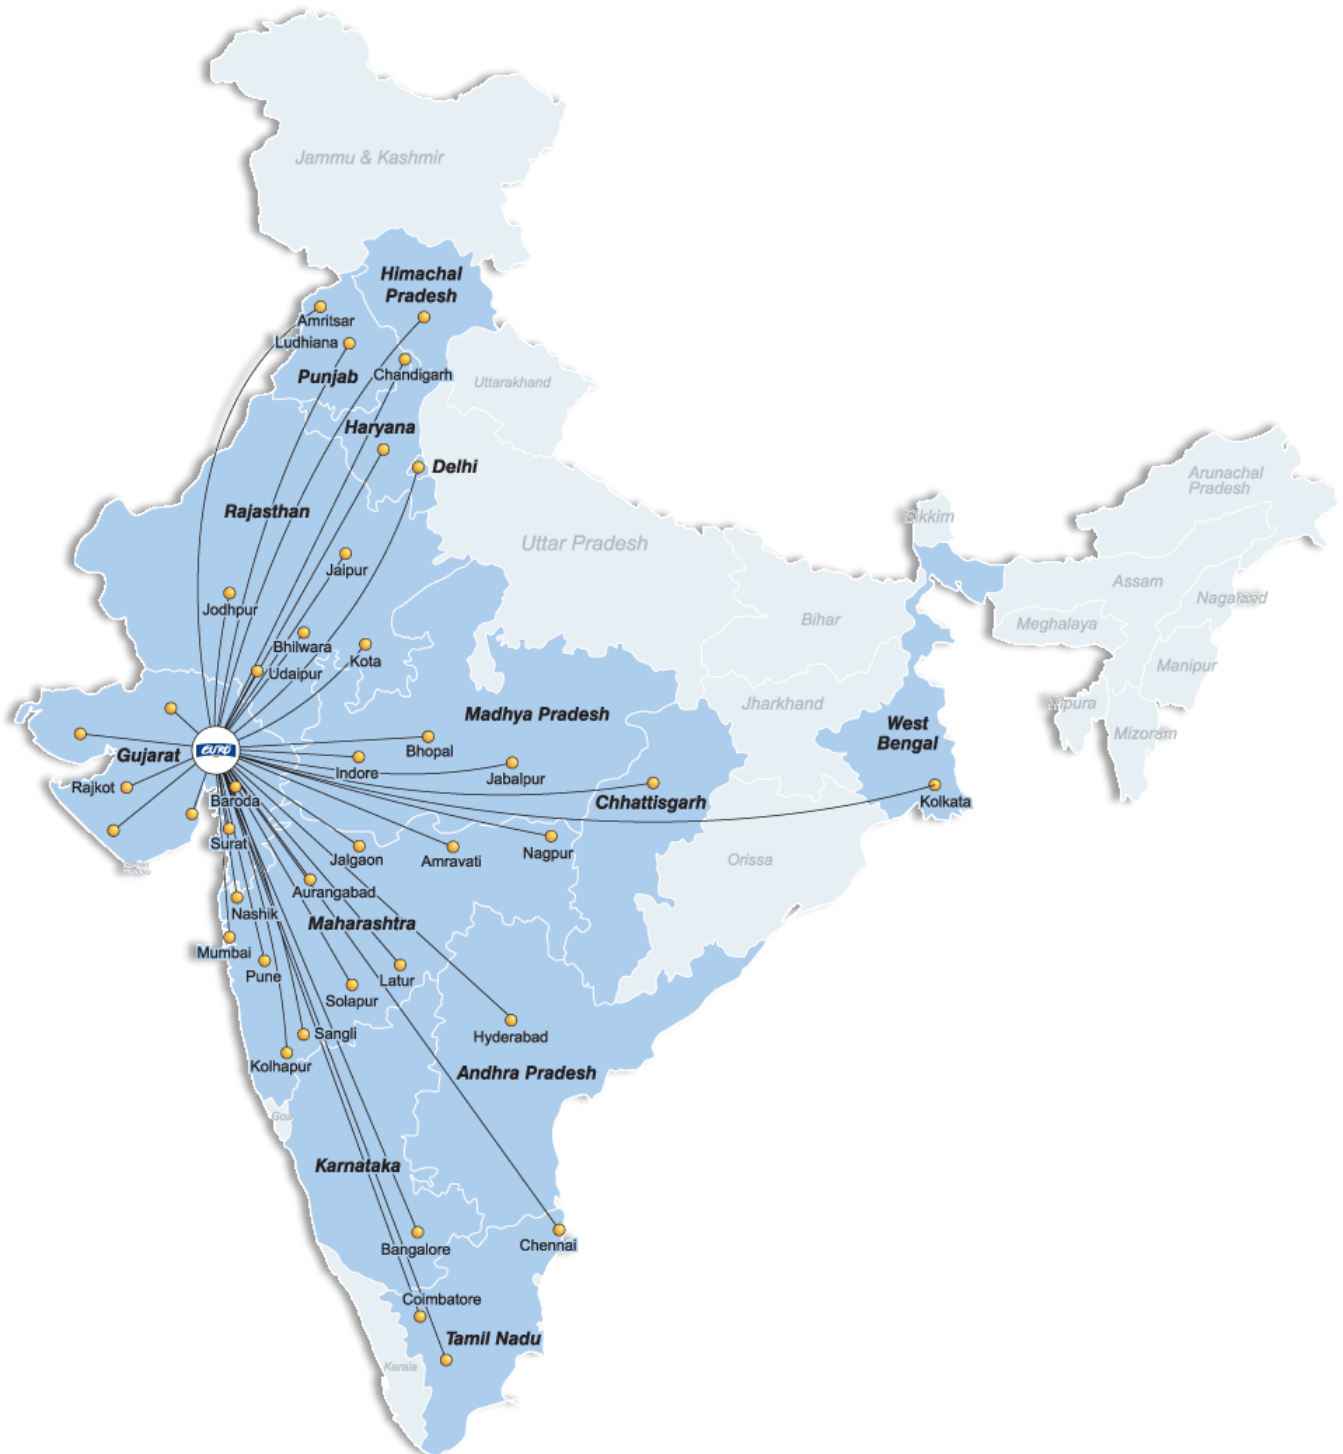 Jammu & Kashmir
Himachal
Pradesh
Amritsar
Ludhiana
Punjab
Chandigarh
Uttarakhand
Haryana
Delhi
Arunachal
Pradesh
Rajasthan
Sikkim
Uttar Pradesh
Jaipur
Assam
Jodhpur
Nagaland
Bihar
Meghalaya
Bhilwara
Kota
Udaipur
Manipur
Jharkhand
Tripura
Madhya Pradesh
West
Bengal
Mizoram
EURO
Gujarat
Bhopal
Indore
Jabalpur
Rajkot
Baroda
Chhattisgarh
Kolkata
Surat
Jalgaon
Amravati
Nagpur
Orissa
Aurangabad
Nashik
Maharashtra
Mumbai
Pune
Latur
Solapur
Sangli
Hyderabad
Kolhapur
Andhra Pradesh
Goa
Karnataka
Bangalore
Chennai
Coimbatore
Tamil Nadu
Kerala